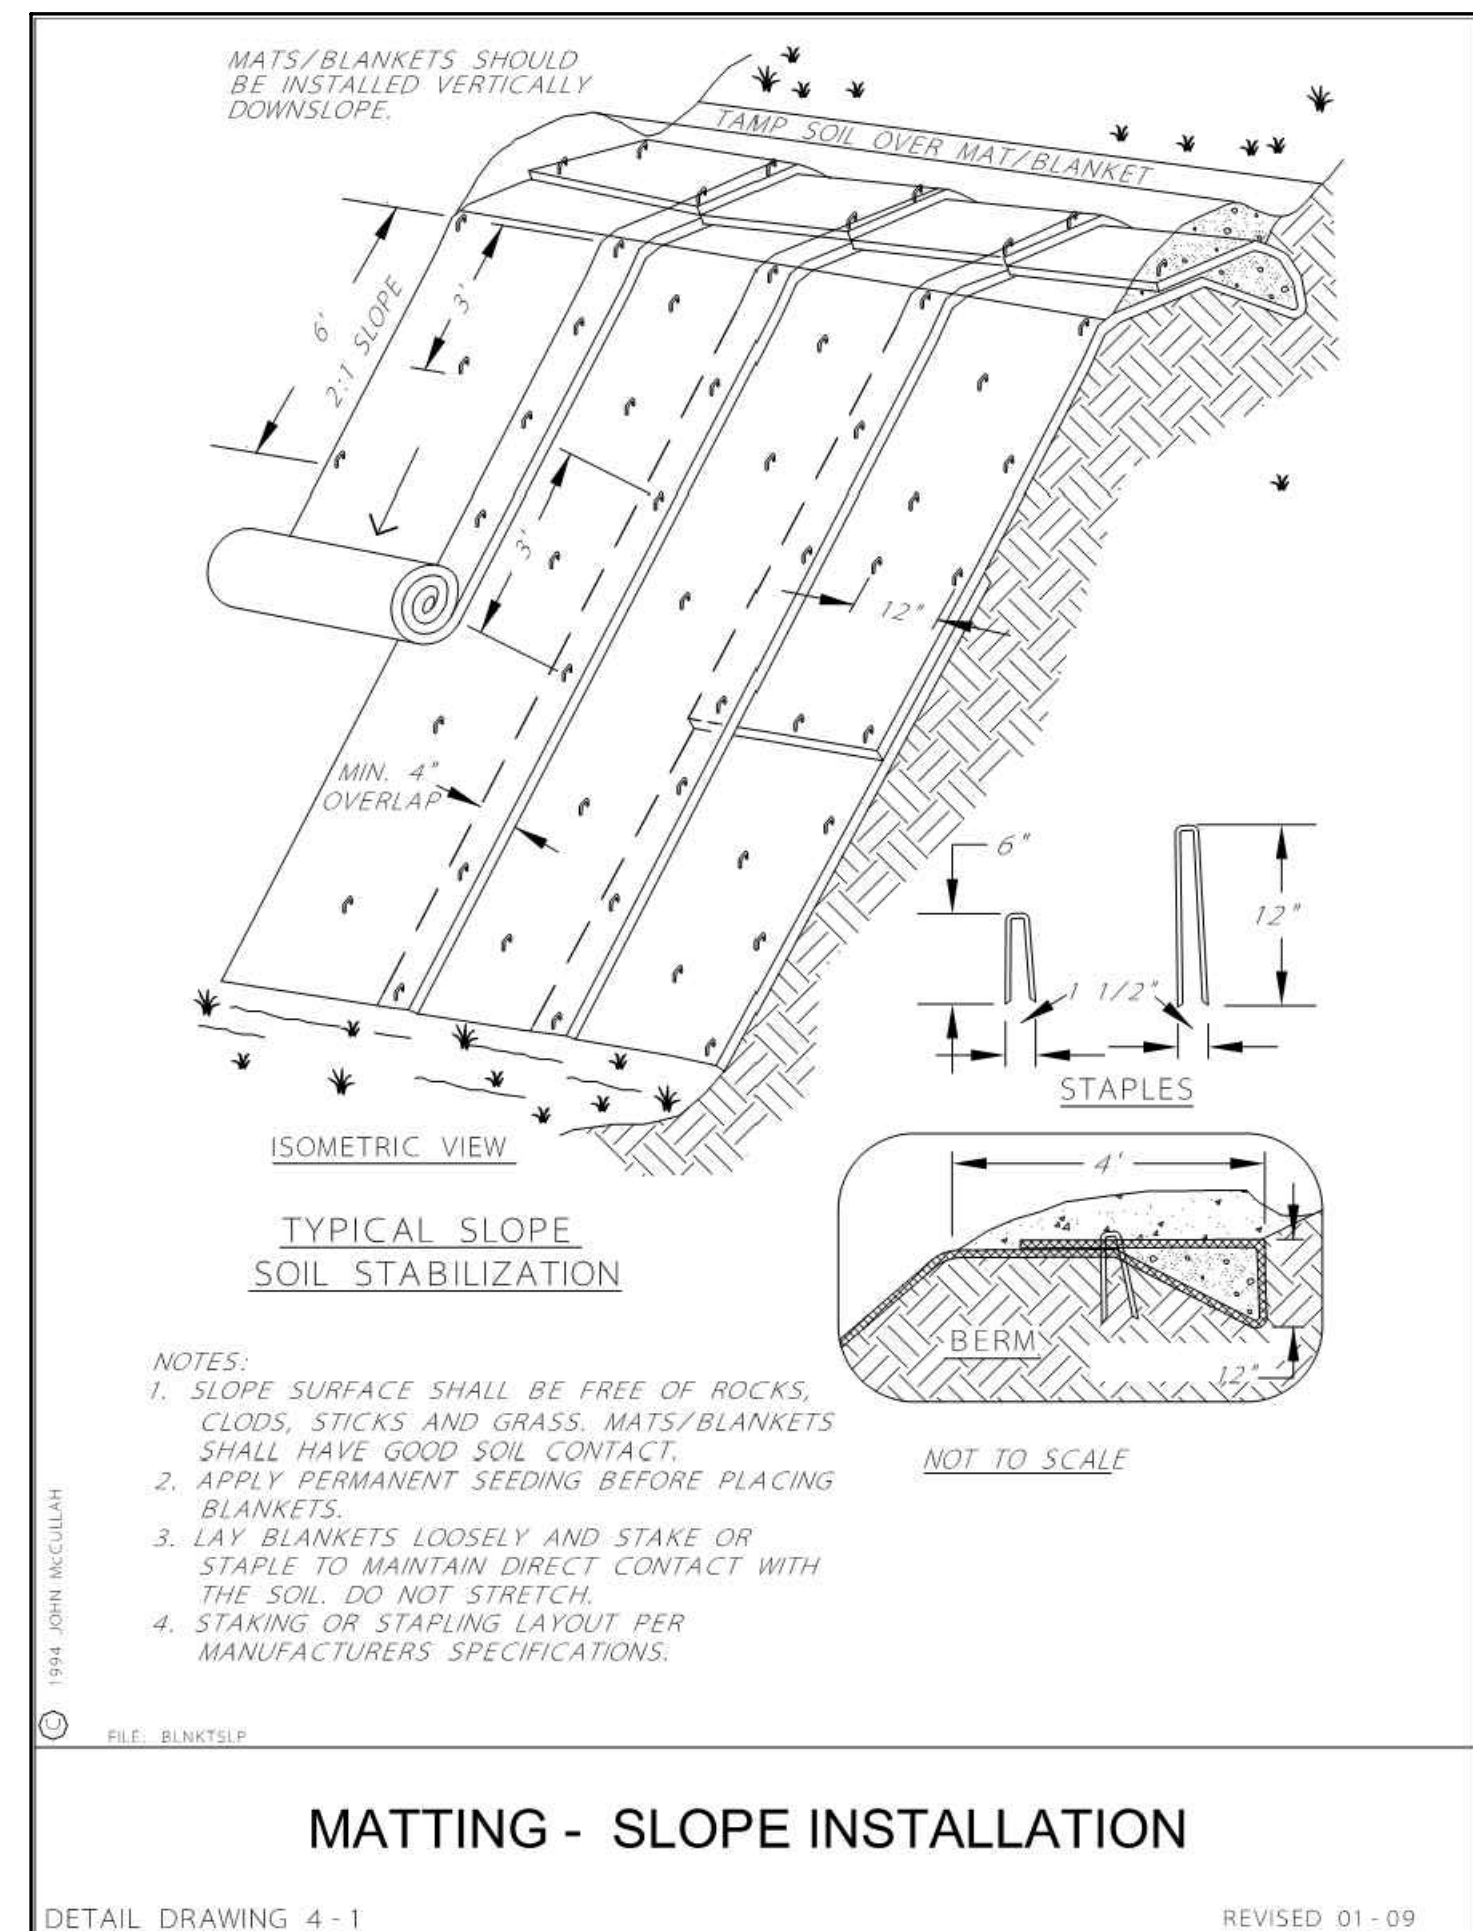 MATS/BLANKETS SHOULD
BE INSTALLED VERTICALLY
DOWNSLOPE.
TAMP SOIL OVER MAT/BLANKET
6'
2:1 SLOPE
3'
3'
12"
MIN. 4"
OVERLAP
6"
12"
1 1/2"
STAPLES
ISOMETRIC VIEW
4'
BERM
12"
TYPICAL SLOPE
SOIL STABILIZATION
NOT TO SCALE
NOTES:
1. SLOPE SURFACE SHALL BE FREE OF ROCKS,
CLODS, STICKS AND GRASS. MATS/BLANKETS
SHALL HAVE GOOD SOIL CONTACT.
2. APPLY PERMANENT SEEDING BEFORE PLACING
BLANKETS.
3. LAY BLANKETS LOOSELY AND STAKE OR
STAPLE TO MAINTAIN DIRECT CONTACT WITH
THE SOIL. DO NOT STRETCH.
4. STAKING OR STAPLING LAYOUT PER
MANUFACTURERS SPECIFICATIONS.
© 1994 JOHN McCULLAH
FILE: BLNKTSLP
MATTING - SLOPE INSTALLATION
DETAIL DRAWING 4-1
REVISED 01-09